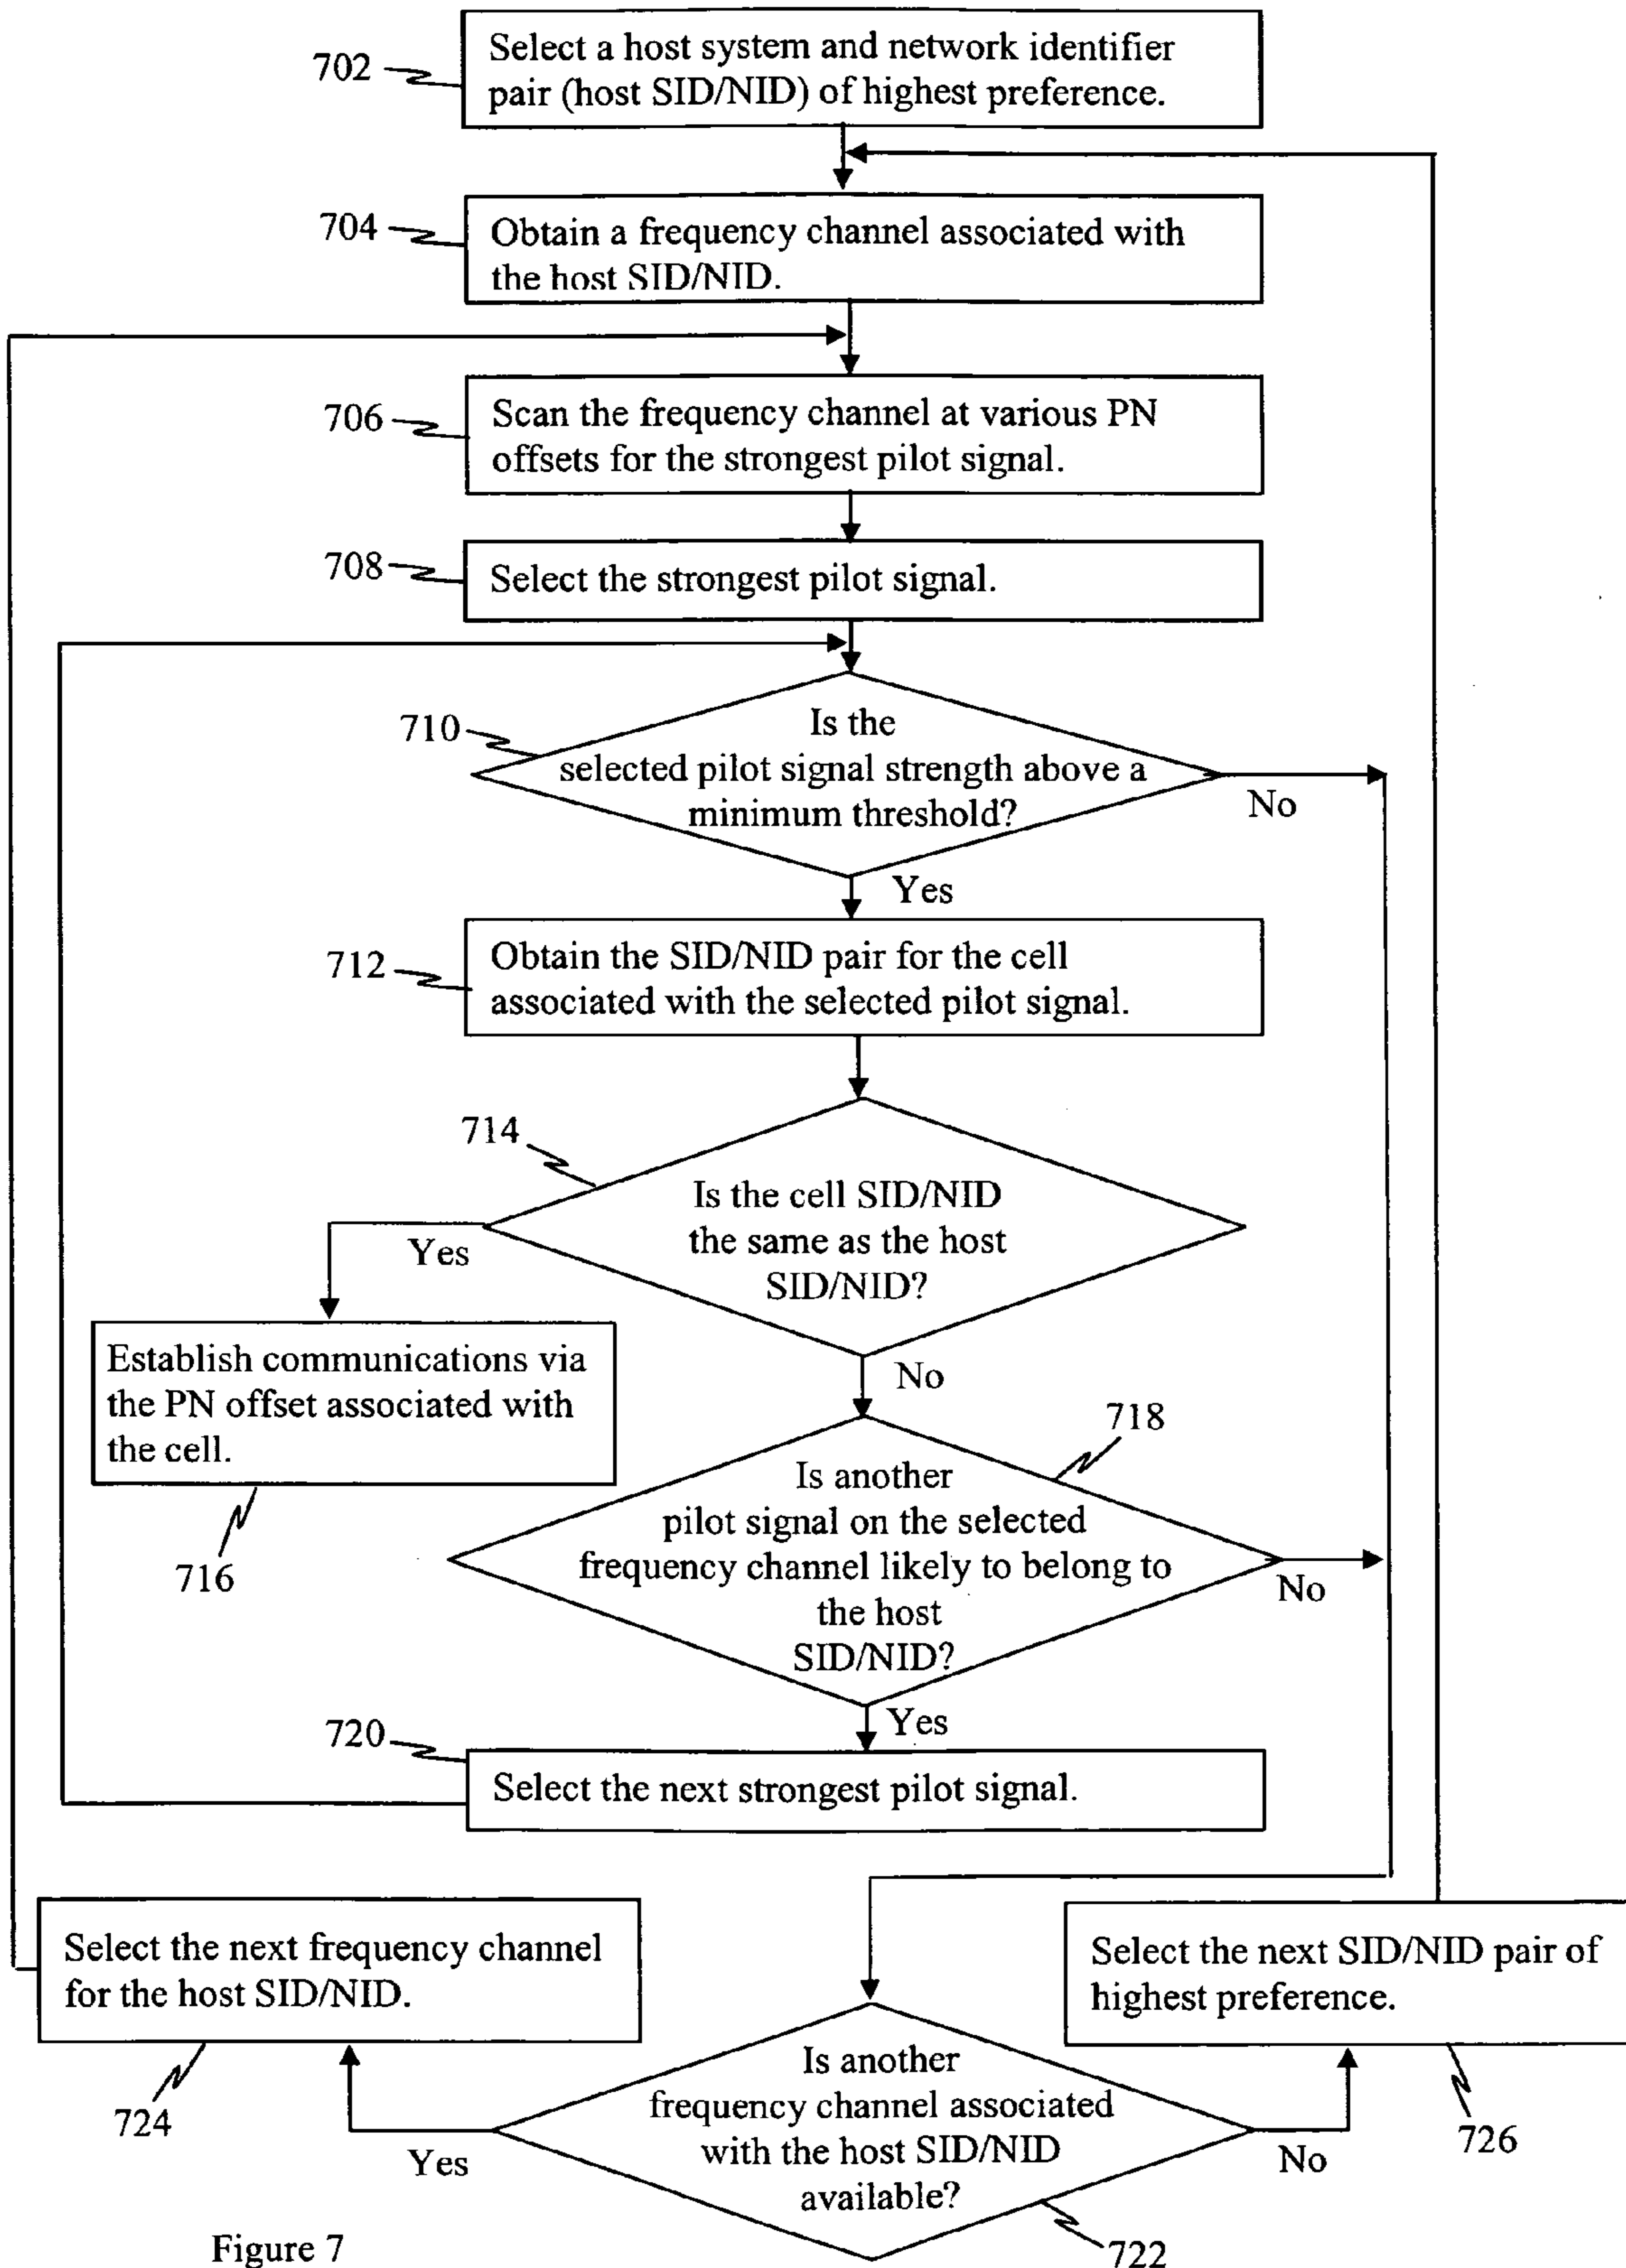 702
Select a host system and network identifier
pair (host SID/NID) of highest preference.
704
Obtain a frequency channel associated with
the host SID/NID.
706
Scan the frequency channel at various PN
offsets for the strongest pilot signal.
708
Select the strongest pilot signal.
710
Is the
selected pilot signal strength above a
minimum threshold?
No
Yes
712
Obtain the SID/NID pair for the cell
associated with the selected pilot signal.
714
Is the cell SID/NID
the same as the host
SID/NID?
Yes
No
Establish communications via
the PN offset associated with
the cell.
716
718
Is another
pilot signal on the selected
frequency channel likely to belong to
the host
SID/NID?
No
Yes
720
Select the next strongest pilot signal.
Select the next frequency channel
for the host SID/NID.
724
Select the next SID/NID pair of
highest preference.
726
Is another
frequency channel associated
with the host SID/NID
available?
Yes
No
722
Figure 7